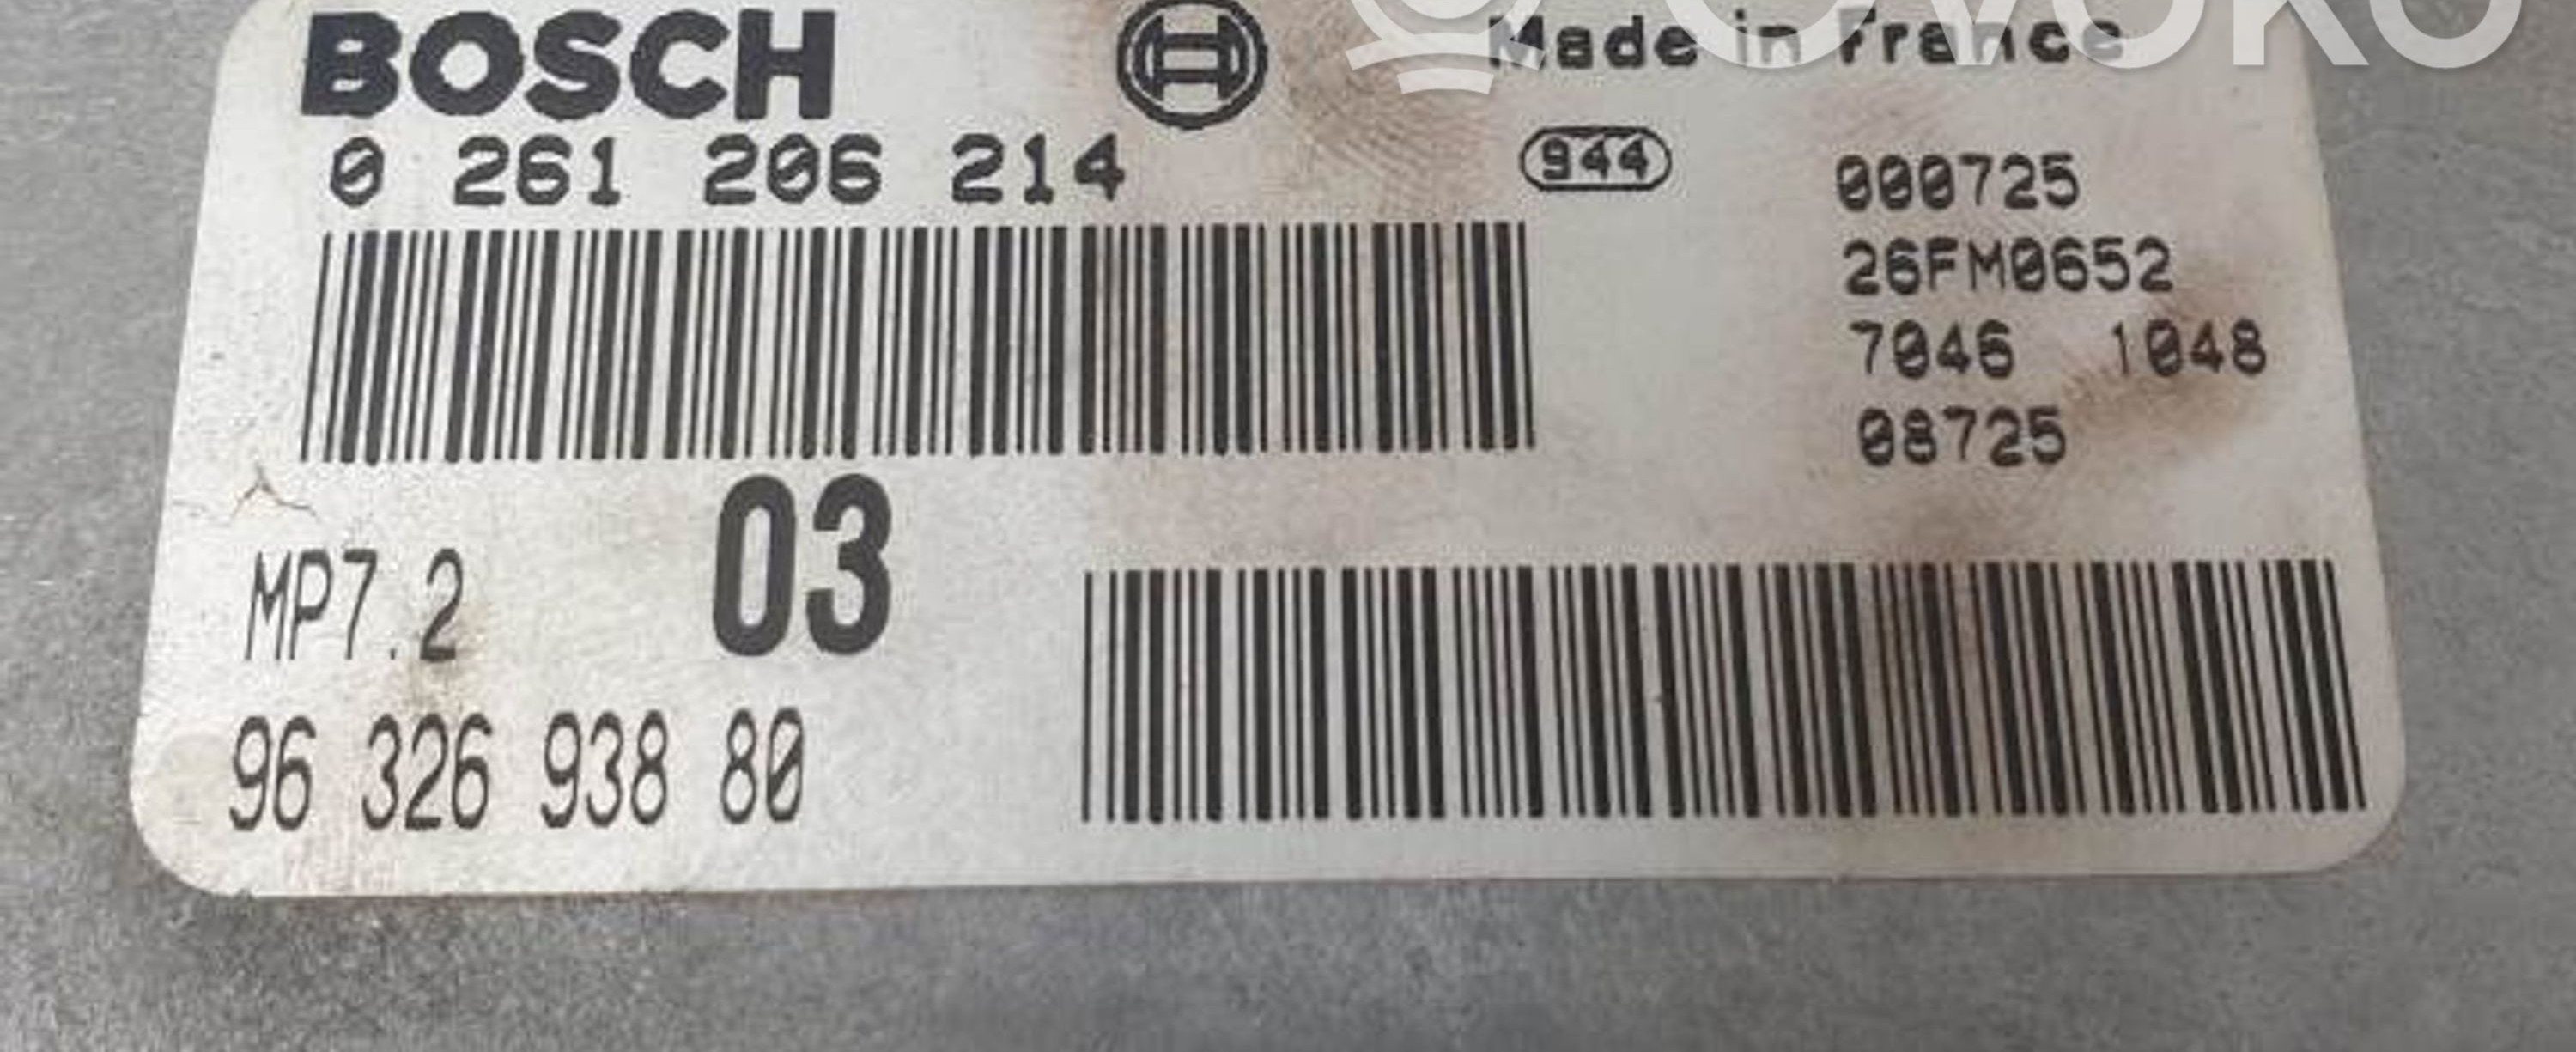 BOSCH
Made in France
OVOKO
0 261 206 214
944
000725
26FM0652
7046 1048
08725
MP7.2
03
96 326 938 80